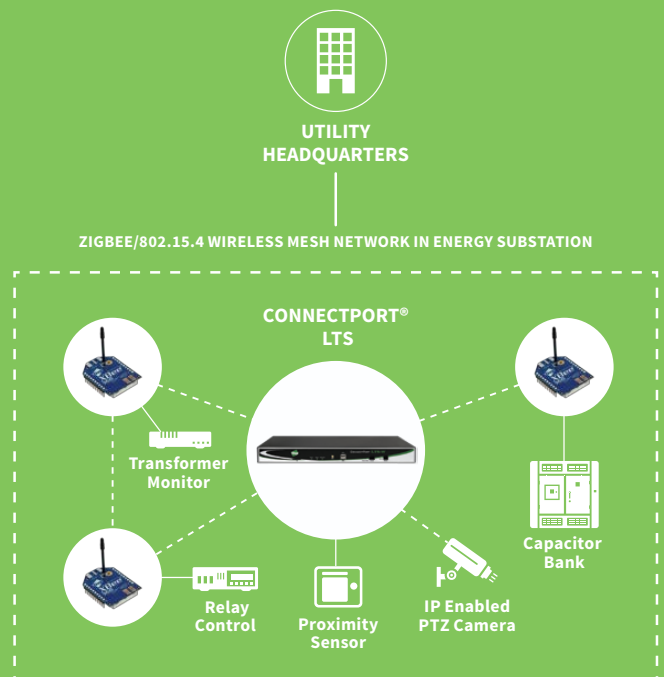 UTILITY
HEADQUARTERS
ZIGBEE/802.15.4 WIRELESS MESH NETWORK IN ENERGY SUBSTATION
CONNECTPORT®
LTS
Transformer
Monitor
Capacitor
Bank
Relay
Control
Proximity
Sensor
IP Enabled
PTZ Camera